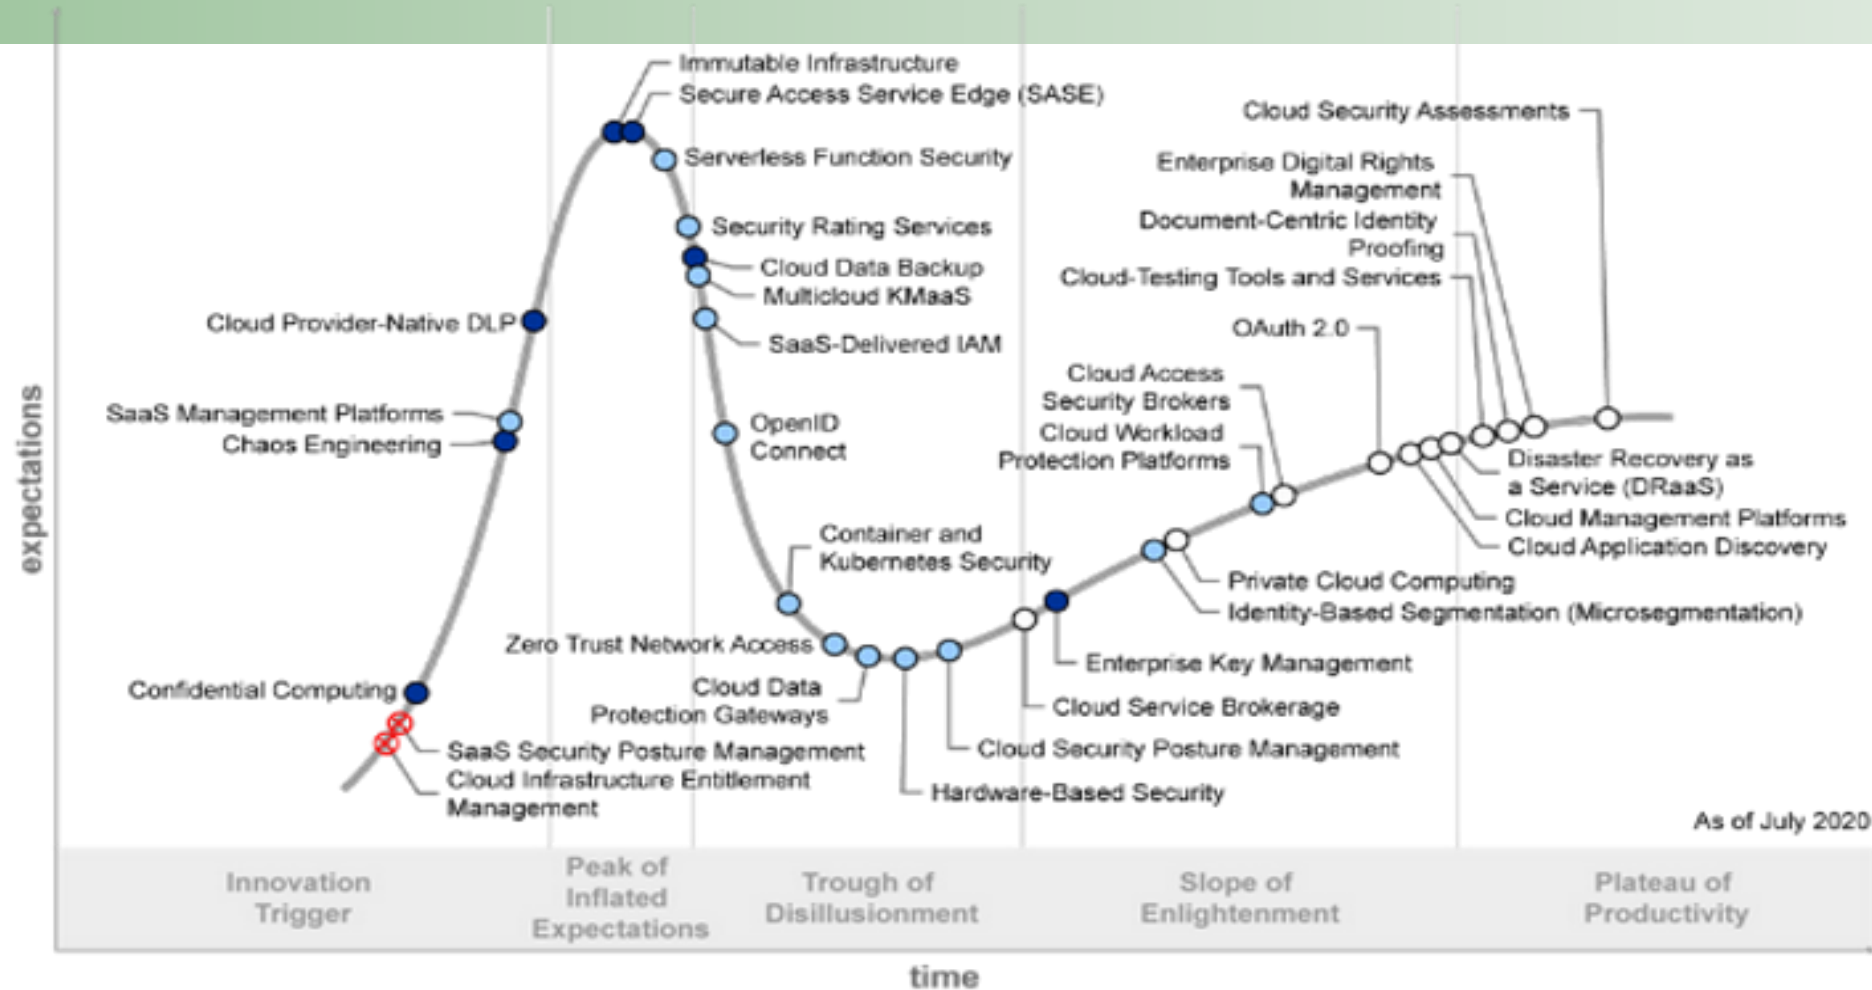 Immutable Infrastructure
Secure Access Service Edge (SASE)
Serverless Function Security
Security Rating Services
Cloud Data Backup
Multicloud KMaaS
SaaS-Delivered IAM
OpenID
Connect
Cloud Provider-Native DLP
SaaS Management Platforms
Chaos Engineering
Confidential Computing
SaaS Security Posture Management
Cloud Infrastructure Entitlement
Management
Container and
Kubernetes Security
Zero Trust Network Access
Cloud Data
Protection Gateways
Hardware-Based Security
Cloud Security Posture Management
Cloud Service Brokerage
Enterprise Key Management
Identity-Based Segmentation (Microsegmentation)
Private Cloud Computing
Cloud Workload
Protection Platforms
Cloud Access
Security Brokers
OAuth 2.0
Cloud Application Discovery
Cloud Management Platforms
Disaster Recovery as
a Service (DRaaS)
Cloud-Testing Tools and Services
Document-Centric Identity
Proofing
Enterprise Digital Rights
Management
Cloud Security Assessments
As of July 2020
expectations
Innovation
Trigger
Peak of
Inflated
Expectations
Trough of
Disillusionment
Slope of
Enlightenment
Plateau of
Productivity
time